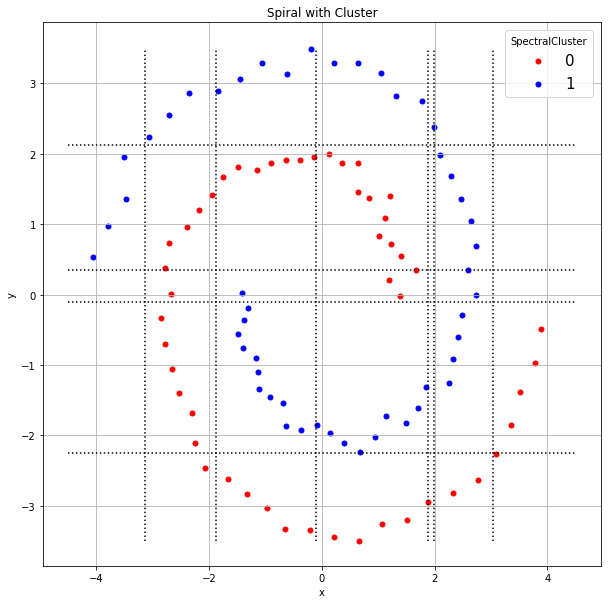 Spiral with Cluster
SpectralCluster
0
1
3
2
1
0
−1
−2
−3
y
−4 −2 0 2 4
x